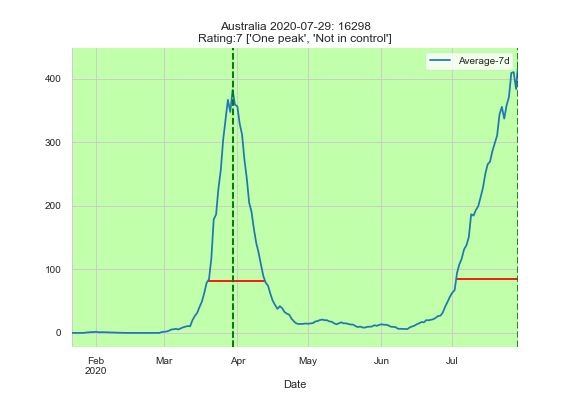 Australia 2020-07-29: 16298
Rating:7 ['One peak', 'Not in control']
Average-7d
400
300
200
100
0
Feb
2020
Mar
Apr
May
Jun
Jul
Date